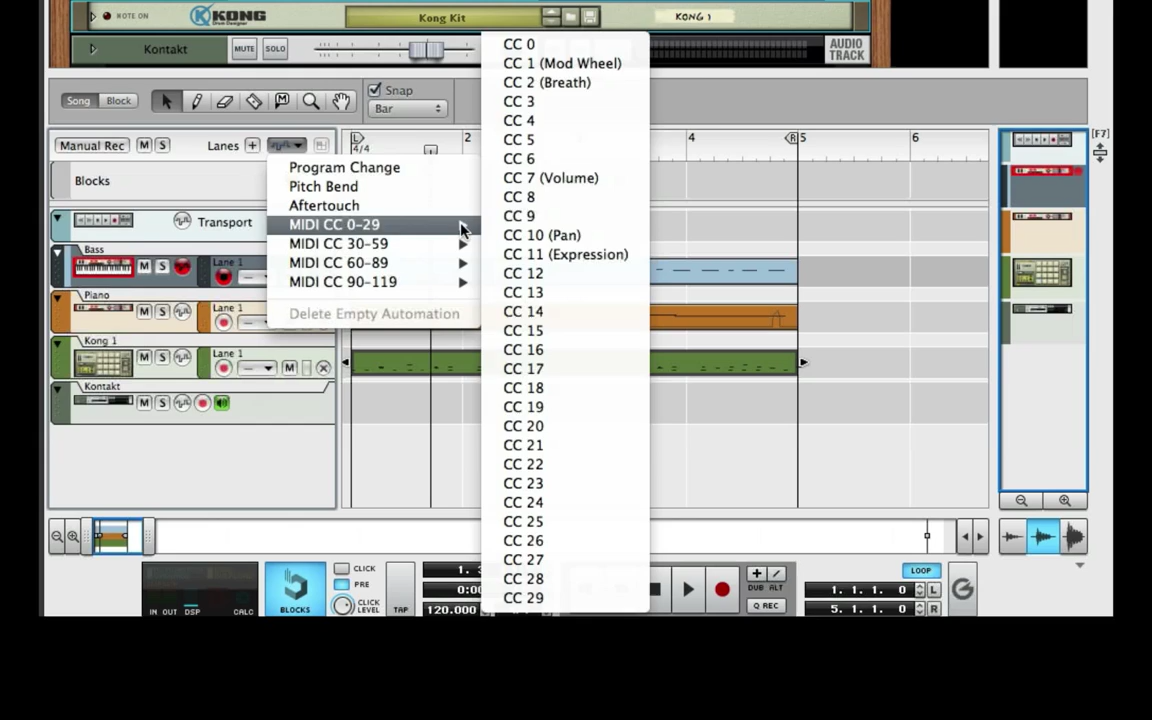 NOTE ON
KONG
Drum Designer
Kong Kit
KONG 1
Kontakt
MUTE
SOLO
AUDIO
TRACK
Song
Block
Snap
Bar
[F7]
Manual Rec
M
S
Lanes
L
4/4
2
4
R
5
6
Blocks
Transport
Bass
M
S
Lane 1
Piano
M
S
Lane 1
Kong 1
M
S
Lane 1
M
Kontakt
M
S
Program Change
Pitch Bend
Aftertouch
MIDI CC 0-29
MIDI CC 30-59
MIDI CC 60-89
MIDI CC 90-119
Delete Empty Automation
CC 0
CC 1 (Mod Wheel)
CC 2 (Breath)
CC 3
CC 4
CC 5
CC 6
CC 7 (Volume)
CC 8
CC 9
CC 10 (Pan)
CC 11 (Expression)
CC 12
CC 13
CC 14
CC 15
CC 16
CC 17
CC 18
CC 19
CC 20
CC 21
CC 22
CC 23
CC 24
CC 25
CC 26
CC 27
CC 28
CC 29
IN OUT DSP CALC
BLOCKS
CLICK
PRE
CLICK
LEVEL
TAP
1.
0:00
120.000
DUB ALT
Q REC
LOOP
1. 1. 1. 0 L
5. 1. 1. 0 R